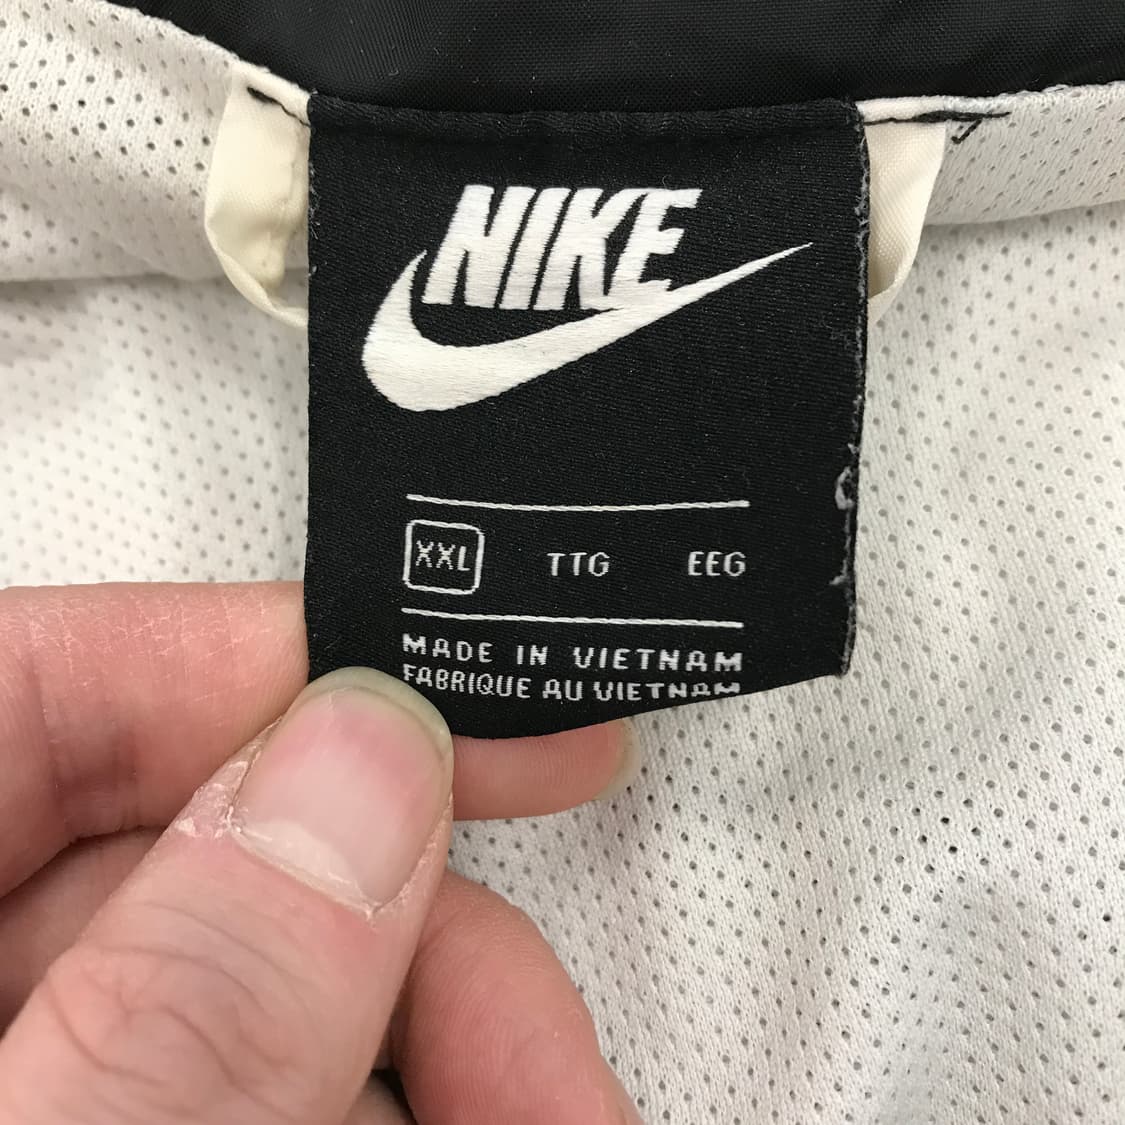 NIKE
XXL TTG EEG
MADE IN VIETNAM
FABRIQUE AU VIETNAM